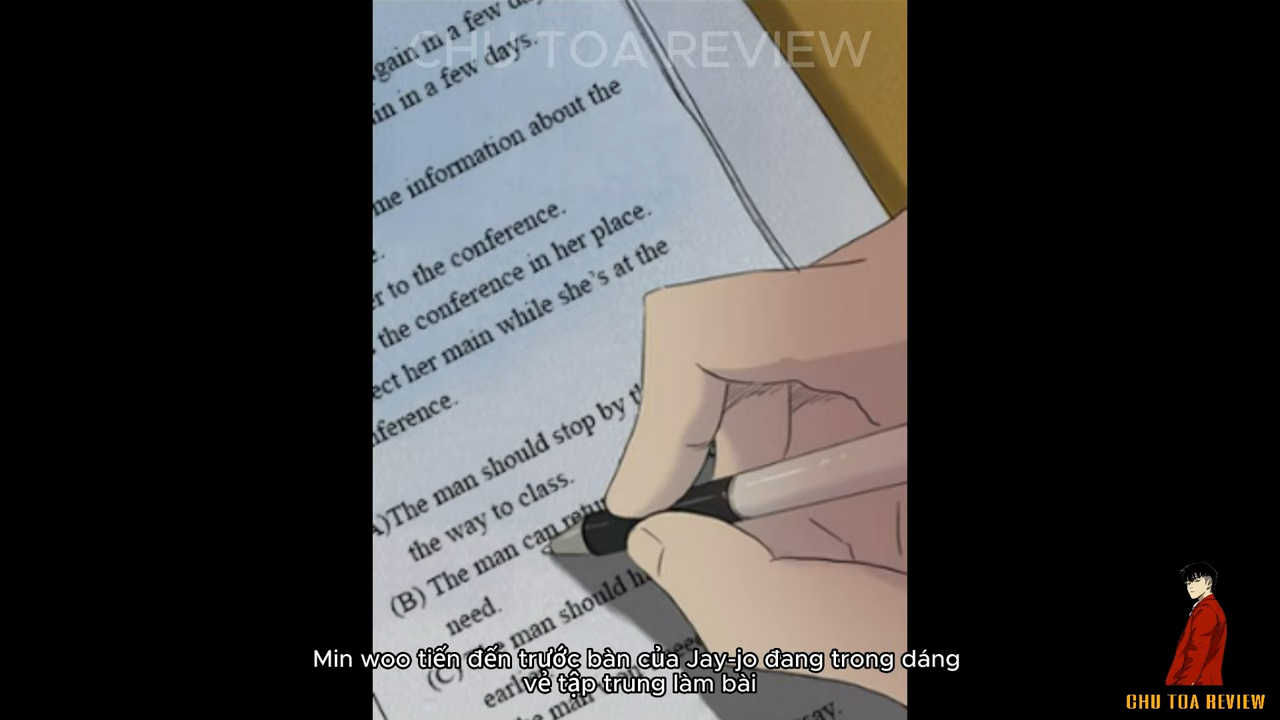 CHU TOA REVIEW
gain in a few
in in a few days.
me information about the
e.
er to the conference.
the conference in her place.
ect her main while she's at the
nference.
A)The man should stop by
the way to class.
(B) The man can retu
need.
(C) The man should
Min woo tiến đến trước bàn của Jay-jo đang trong dáng
vẻ tập trung làm bài
CHU TOA REVIEW